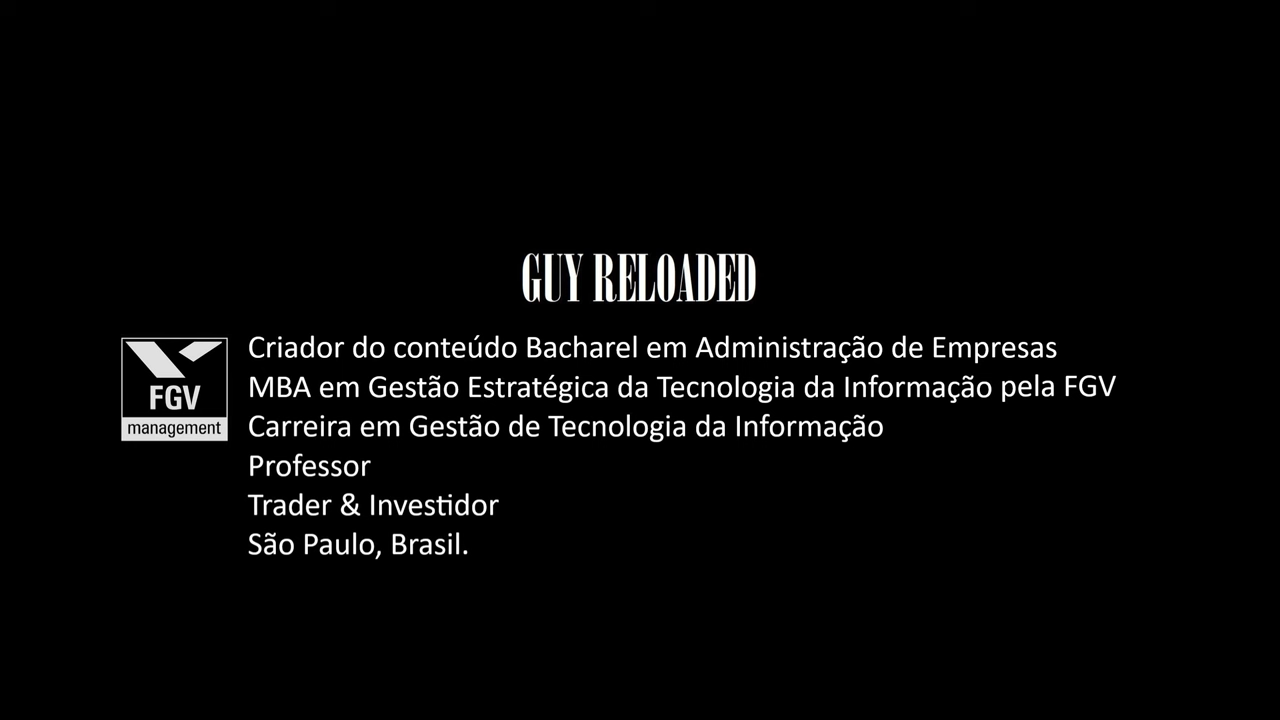 GUY RELOADED
Criador do conteúdo Bacharel em Administração de Empresas
MBA em Gestão Estratégica da Tecnologia da Informação pela FGV
Carreira em Gestão de Tecnologia da Informação
Professor
Trader & Investidor
São Paulo, Brasil.
FGV
management